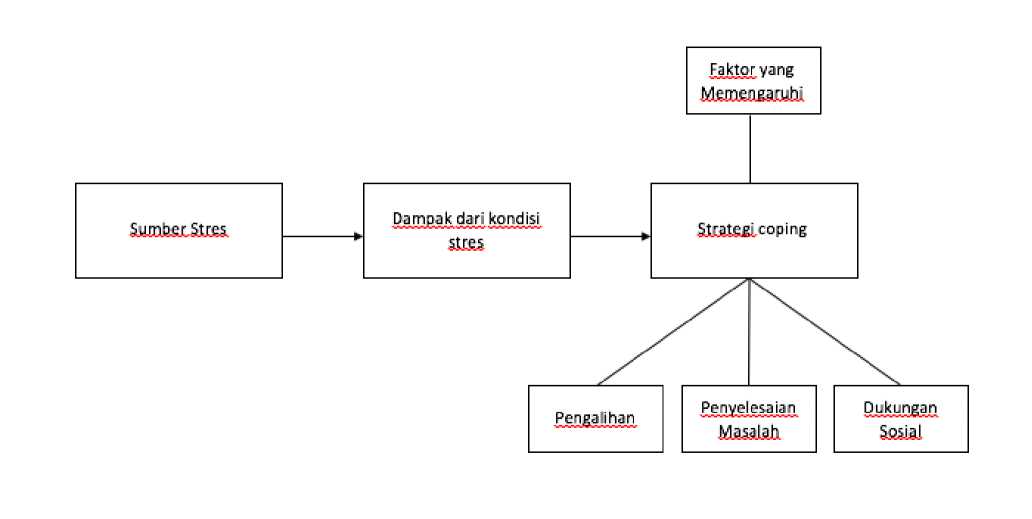 Faktor yang
Memengaruhi
Sumber Stres
Dampak dari kondisi
stres
Strategi coping
Pengalihan
Penyelesaian
Masalah
Dukungan
Sosial